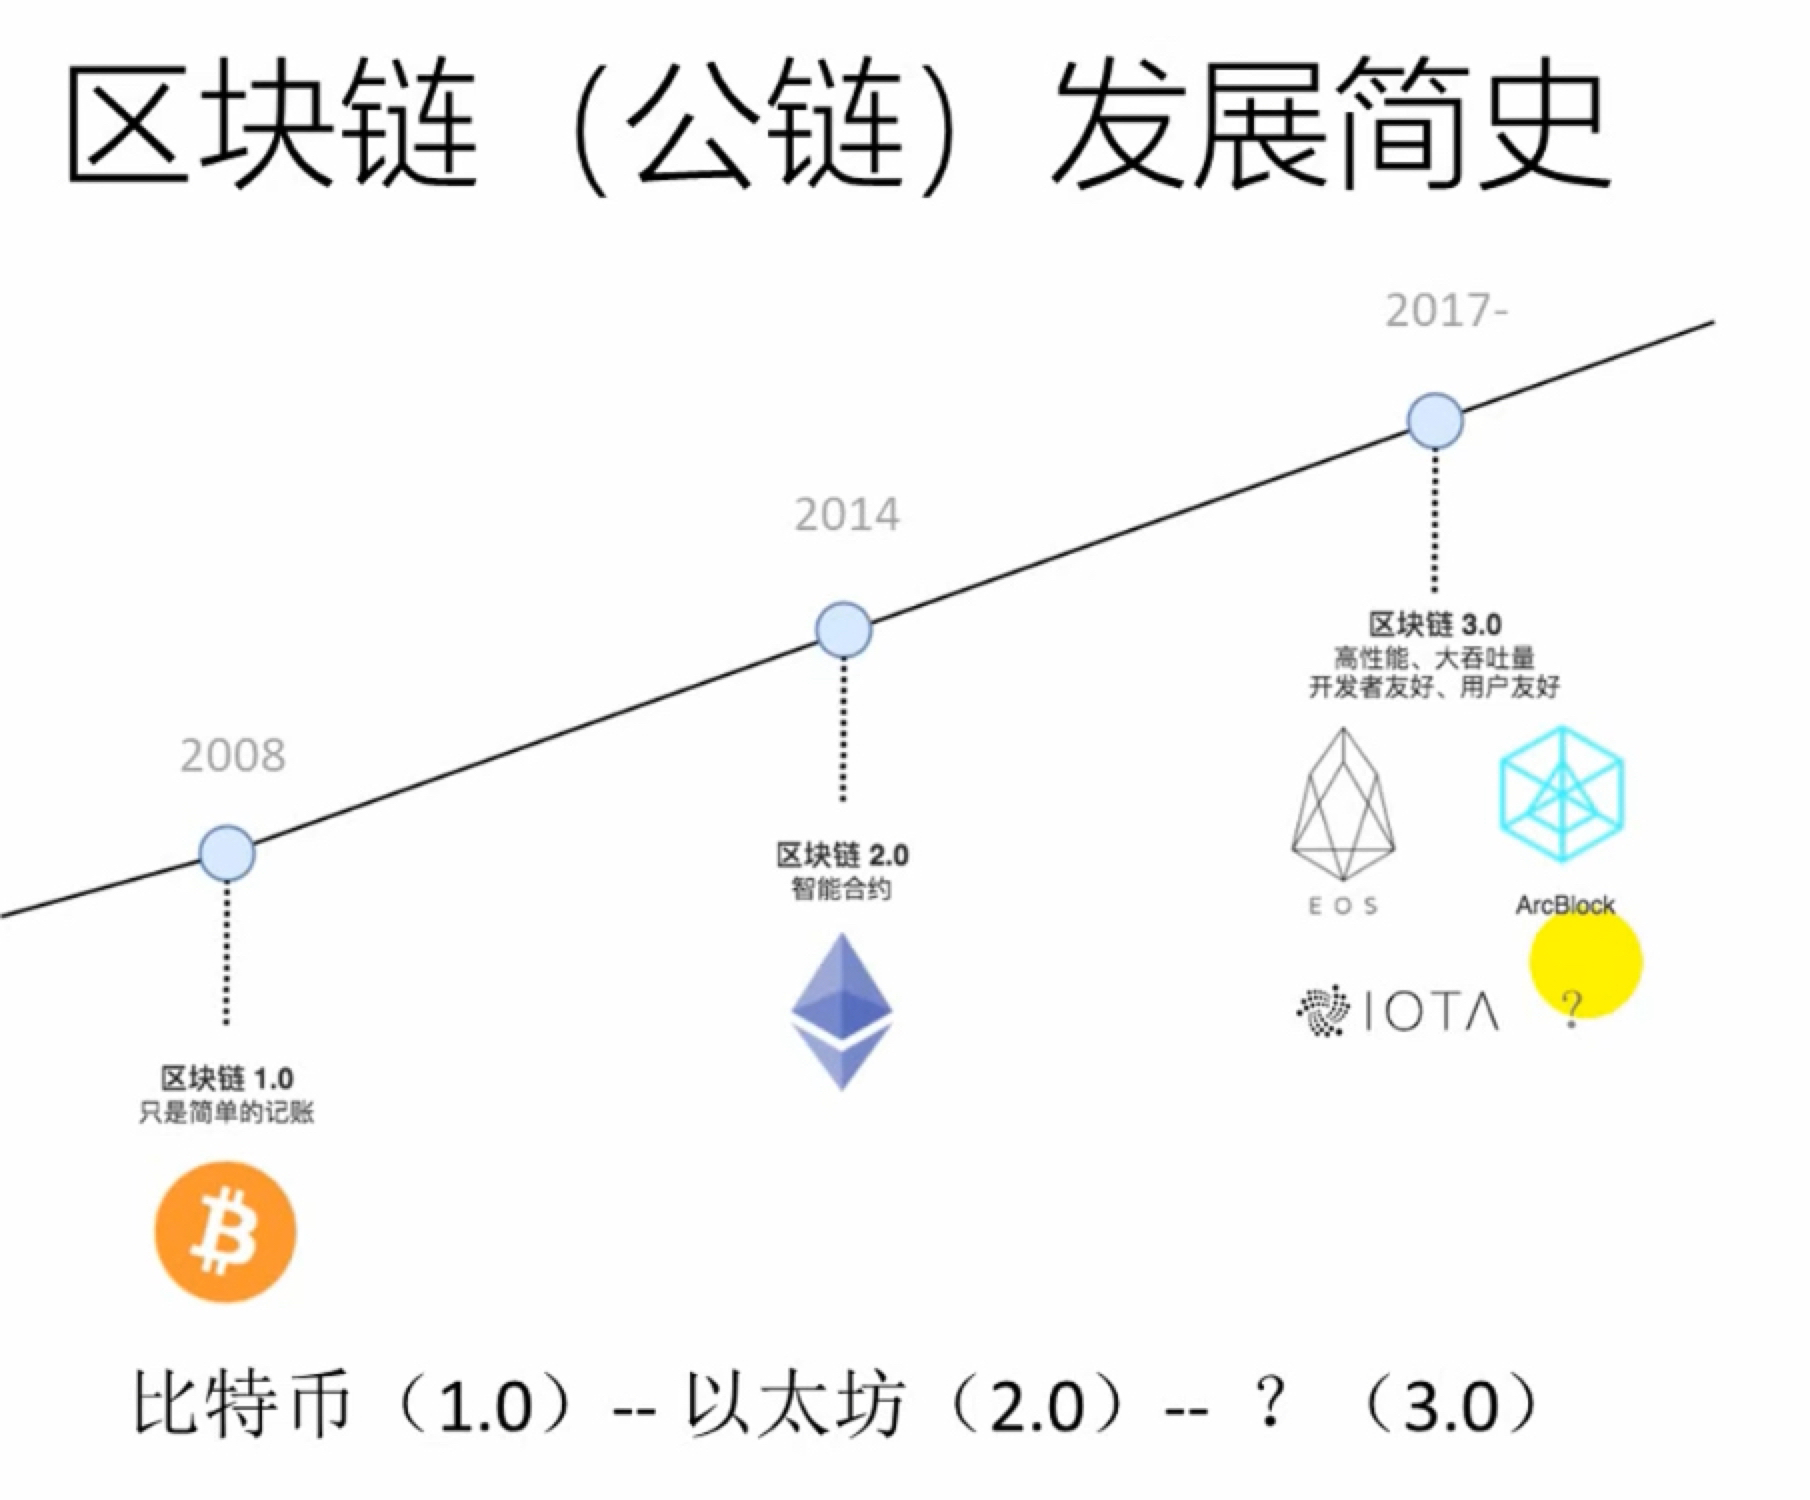 区块链（公链）发展简史
2017-
2014
2008
区块链 3.0
高性能、大吞吐量
开发者友好、用户友好
EOS
ArcBlock
IOTA
?
区块链 2.0
智能合约
区块链 1.0
只是简单的记账
比特币（1.0）-- 以太坊（2.0）-- ？（3.0）